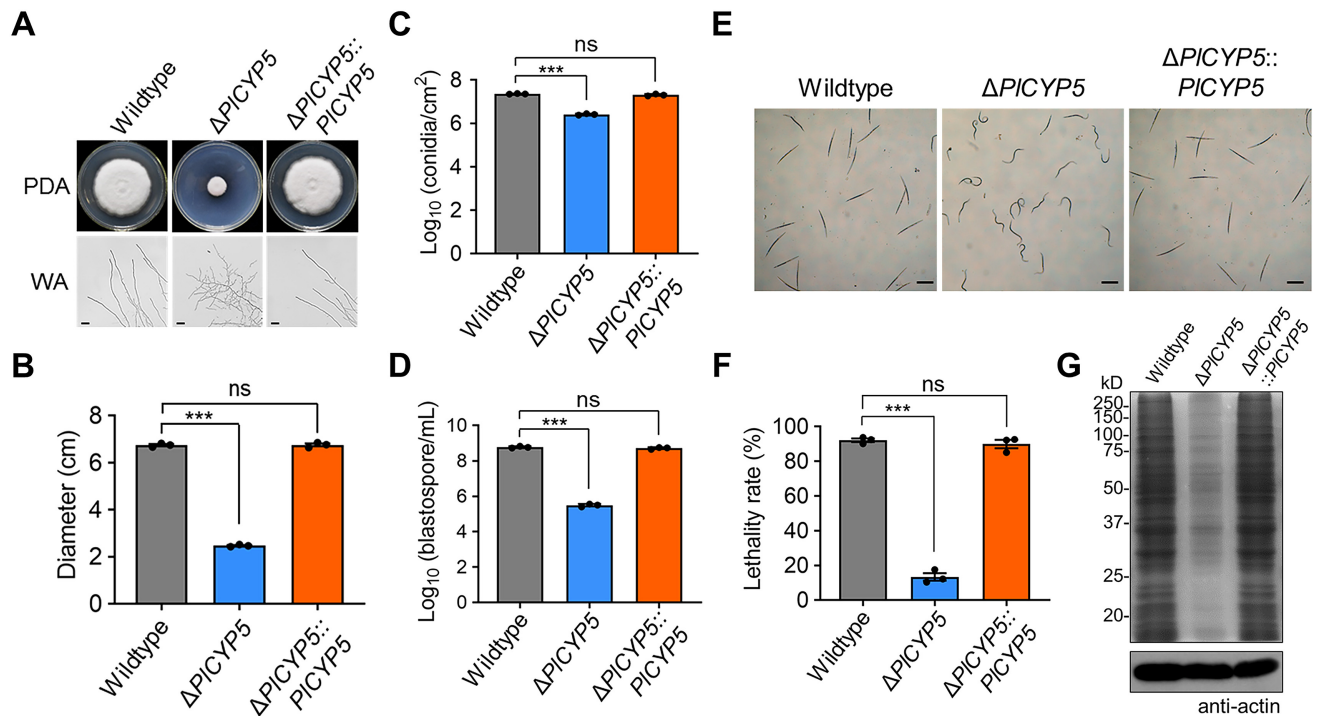 A
Wildtype
ΔPlCYP5
ΔPlCYP5::
PlCYP5
PDA
WA
B
ns
***
8
6
4
2
0
Diameter (cm)
Wildtype
ΔPlCYP5
ΔPlCYP5::
PlCYP5
C
ns
***
8
6
4
2
0
Log10 (conidia/cm2)
Wildtype
ΔPlCYP5
ΔPlCYP5::
PlCYP5
D
ns
***
10
8
6
4
2
0
Log10 (blastospore/mL)
Wildtype
ΔPlCYP5
ΔPlCYP5::
PlCYP5
E
Wildtype
ΔPlCYP5
ΔPlCYP5::
PlCYP5
F
ns
***
100
80
60
40
20
0
Lethality rate (%)
Wildtype
ΔPlCYP5
ΔPlCYP5::
PlCYP5
G
kD
Wildtype
ΔPlCYP5
ΔPlCYP5
::PlCYP5
250
150
100
75
50
37
25
20
anti-actin